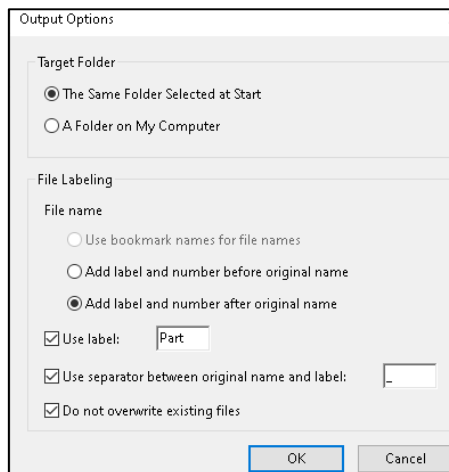 Output Options
Target Folder
The Same Folder Selected at Start
A Folder on My Computer
File Labeling
File name
Use bookmark names for file names
Add label and number before original name
Add label and number after original name
Use label: Part
Use separator between original name and label: _
Do not overwrite existing files
OK Cancel